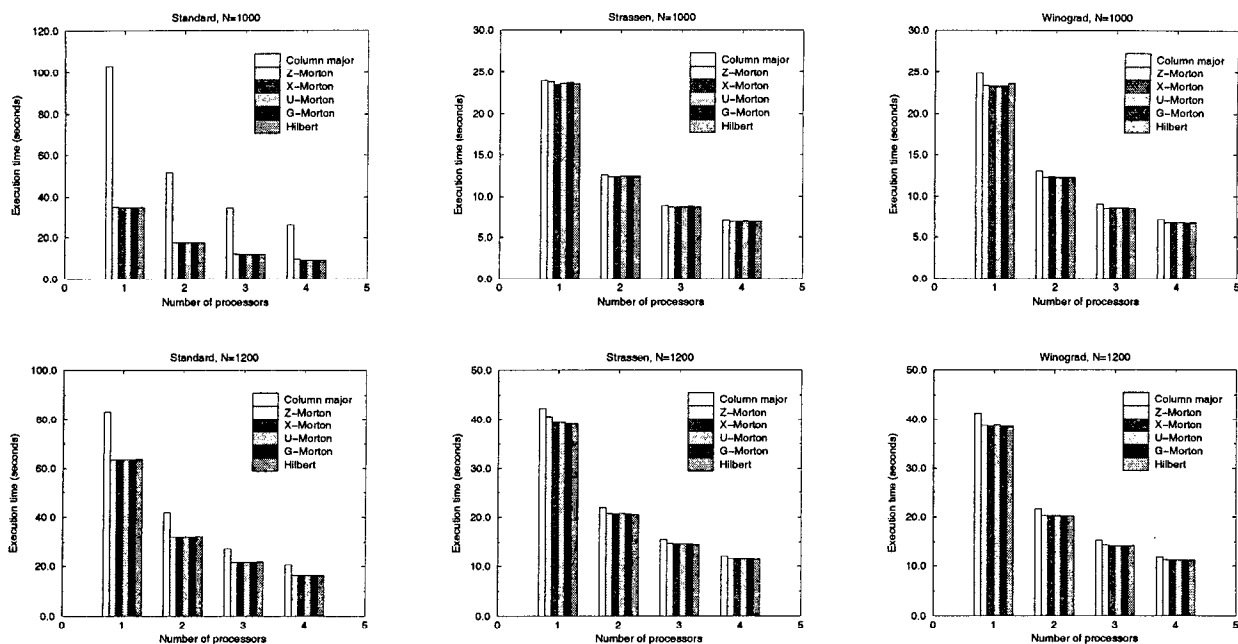 Standard, N=1000
120.0
100.0
80.0
60.0
40.0
20.0
0.0
Execution time (seconds)
Column major
Z-Morton
X-Morton
U-Morton
G-Morton
Hilbert
0 1 2 3 4 5
Number of processors
Strassen, N=1000
30.0
25.0
20.0
15.0
10.0
5.0
0.0
Execution time (seconds)
Column major
Z-Morton
X-Morton
U-Morton
G-Morton
Hilbert
0 1 2 3 4 5
Number of processors
Winograd, N=1000
30.0
25.0
20.0
15.0
10.0
5.0
0.0
Execution time (seconds)
Column major
Z-Morton
X-Morton
U-Morton
G-Morton
Hilbert
0 1 2 3 4 5
Number of processors
Standard, N=1200
100.0
80.0
60.0
40.0
20.0
0.0
Execution time (seconds)
Column major
Z-Morton
X-Morton
U-Morton
G-Morton
Hilbert
0 1 2 3 4 5
Number of processors
Strassen, N=1200
50.0
40.0
30.0
20.0
10.0
0.0
Execution time (seconds)
Column major
Z-Morton
X-Morton
U-Morton
G-Morton
Hilbert
0 1 2 3 4 5
Number of processors
Winograd, N=1200
50.0
40.0
30.0
20.0
10.0
0.0
Execution time (seconds)
Column major
Z-Morton
X-Morton
U-Morton
G-Morton
Hilbert
0 1 2 3 4 5
Number of processors